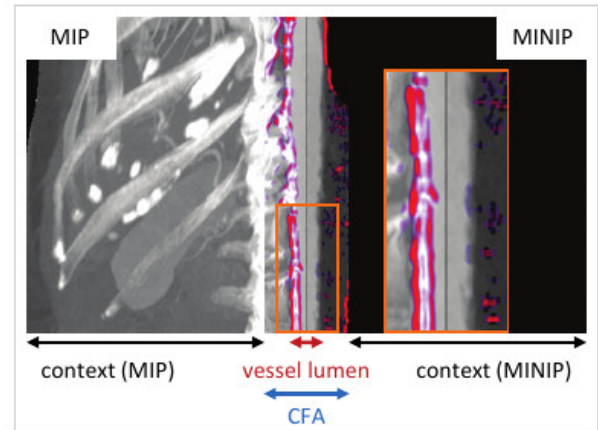 MIP
MINIP
context (MIP)
vessel lumen
context (MINIP)
CFA